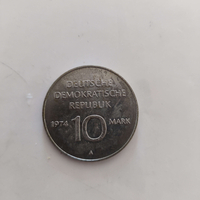 DEUTSCHE
DEMOKRATISCHE
REPUBLIK
1974 10 MARK
A